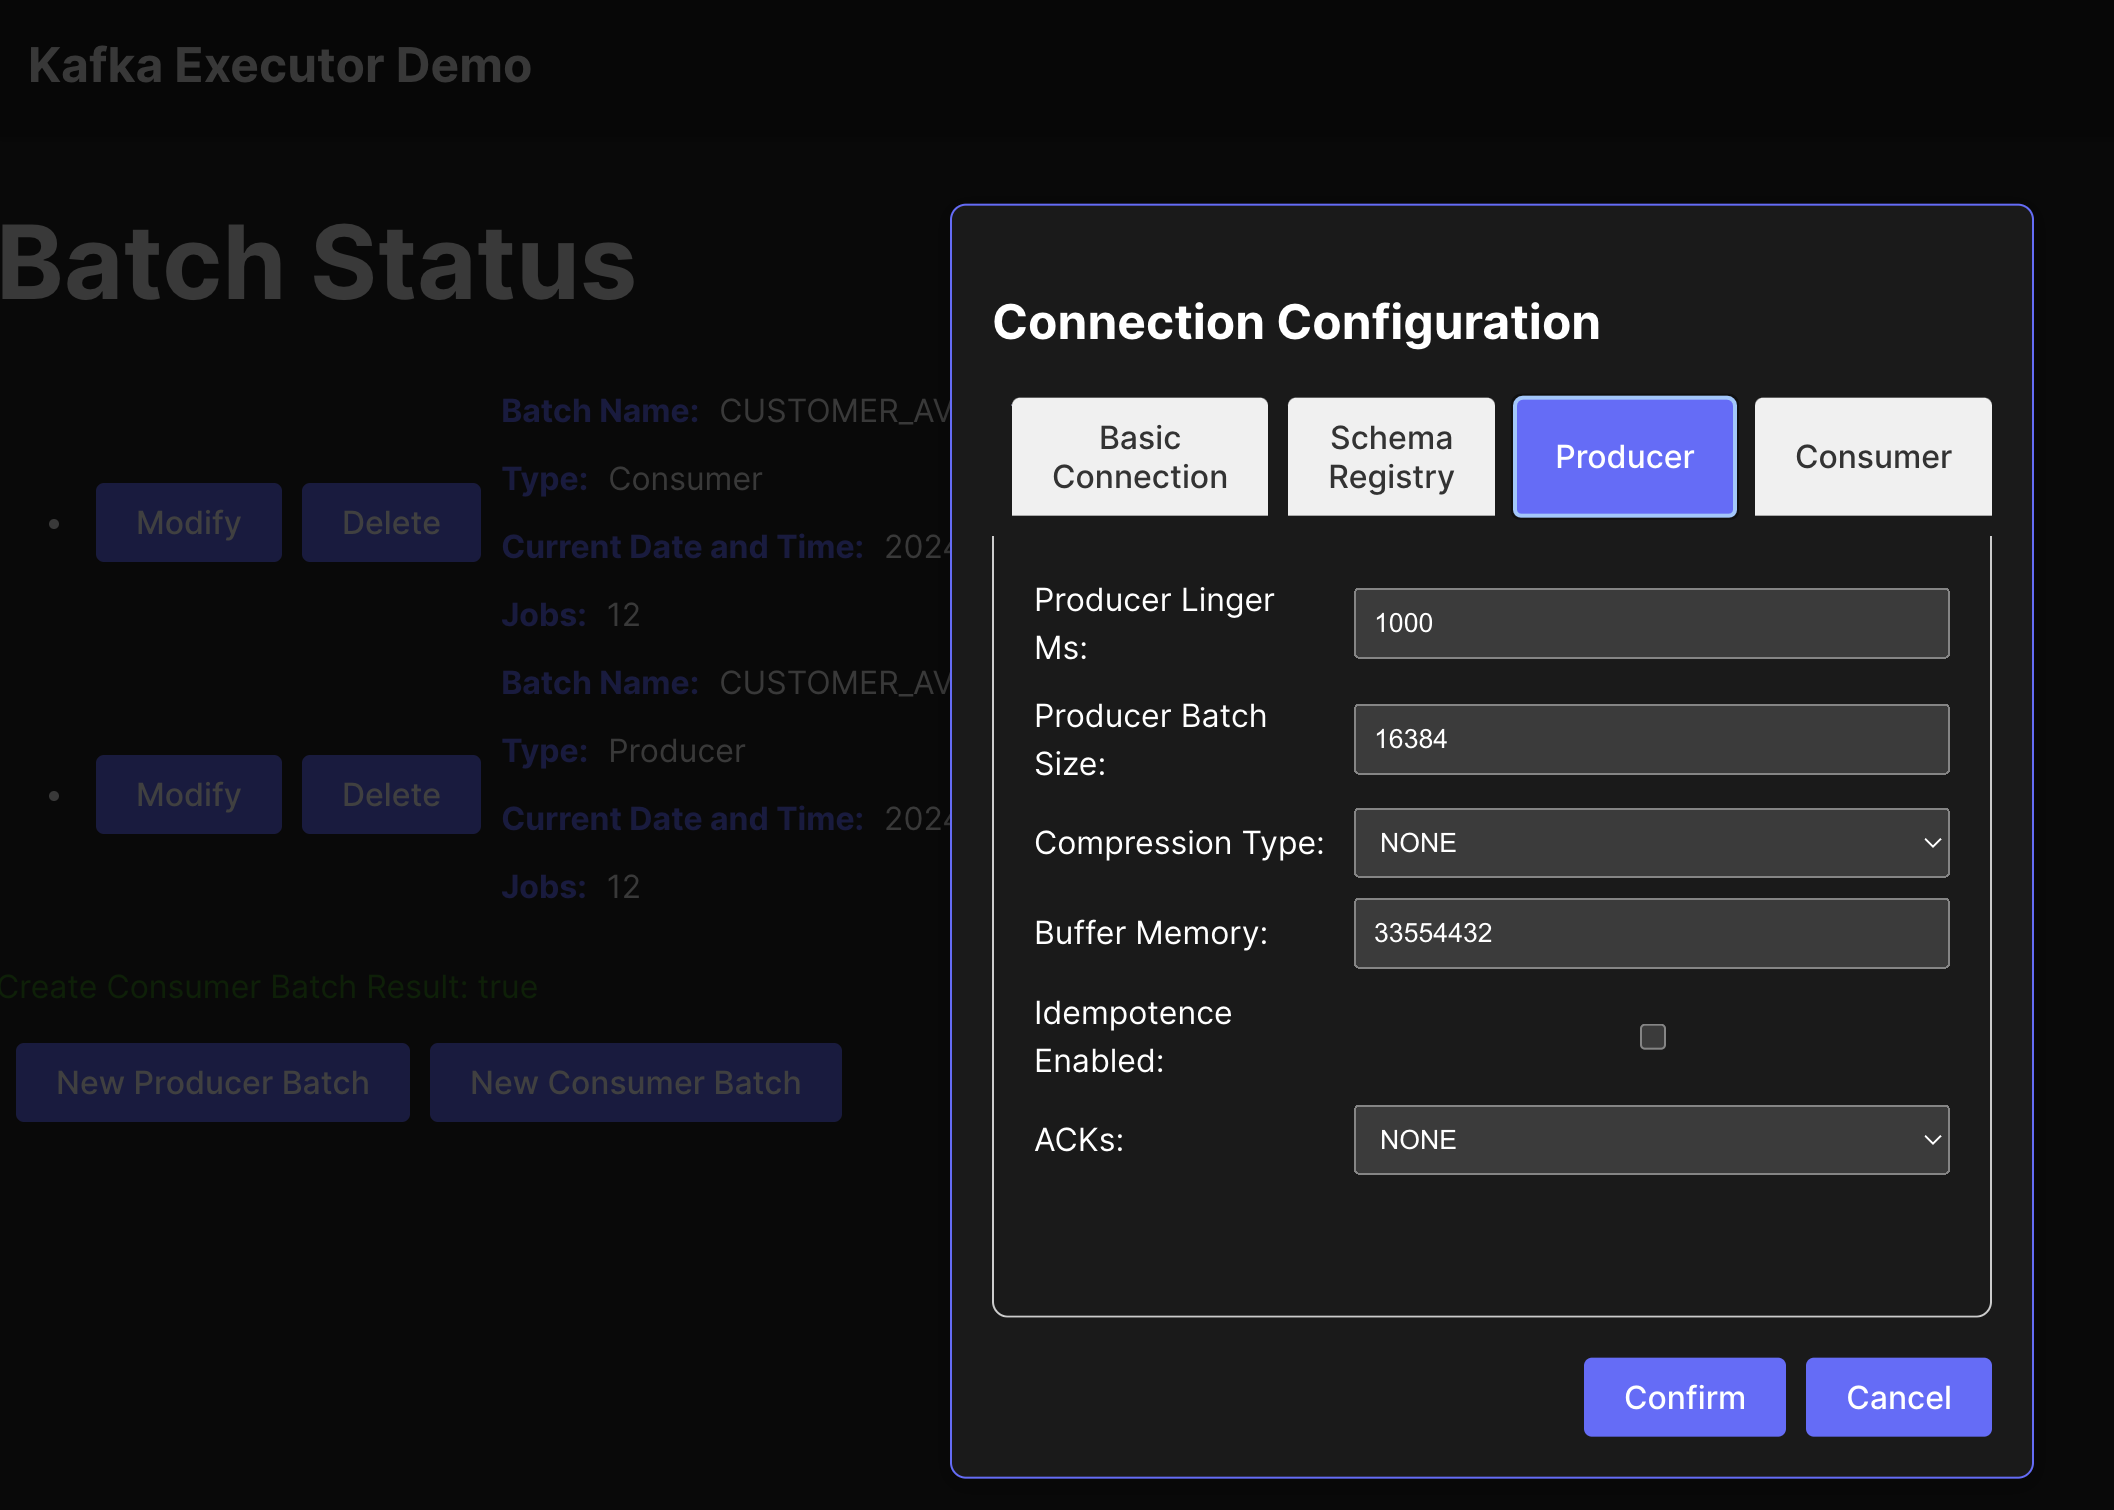 Kafka Executor Demo
Batch Status
Batch Name: CUSTOMER_AV
Type: Consumer
Modify Delete
Current Date and Time: 2024
Jobs: 12
Batch Name: CUSTOMER_AV
Type: Producer
Modify Delete
Current Date and Time: 2024
Jobs: 12
Create Consumer Batch Result: true
New Producer Batch New Consumer Batch
Connection Configuration
Basic
Connection
Schema
Registry
Producer
Consumer
Producer Linger
Ms:
1000
Producer Batch
Size:
16384
Compression Type: NONE
Buffer Memory: 33554432
Idempotence
Enabled:
ACKs: NONE
Confirm Cancel